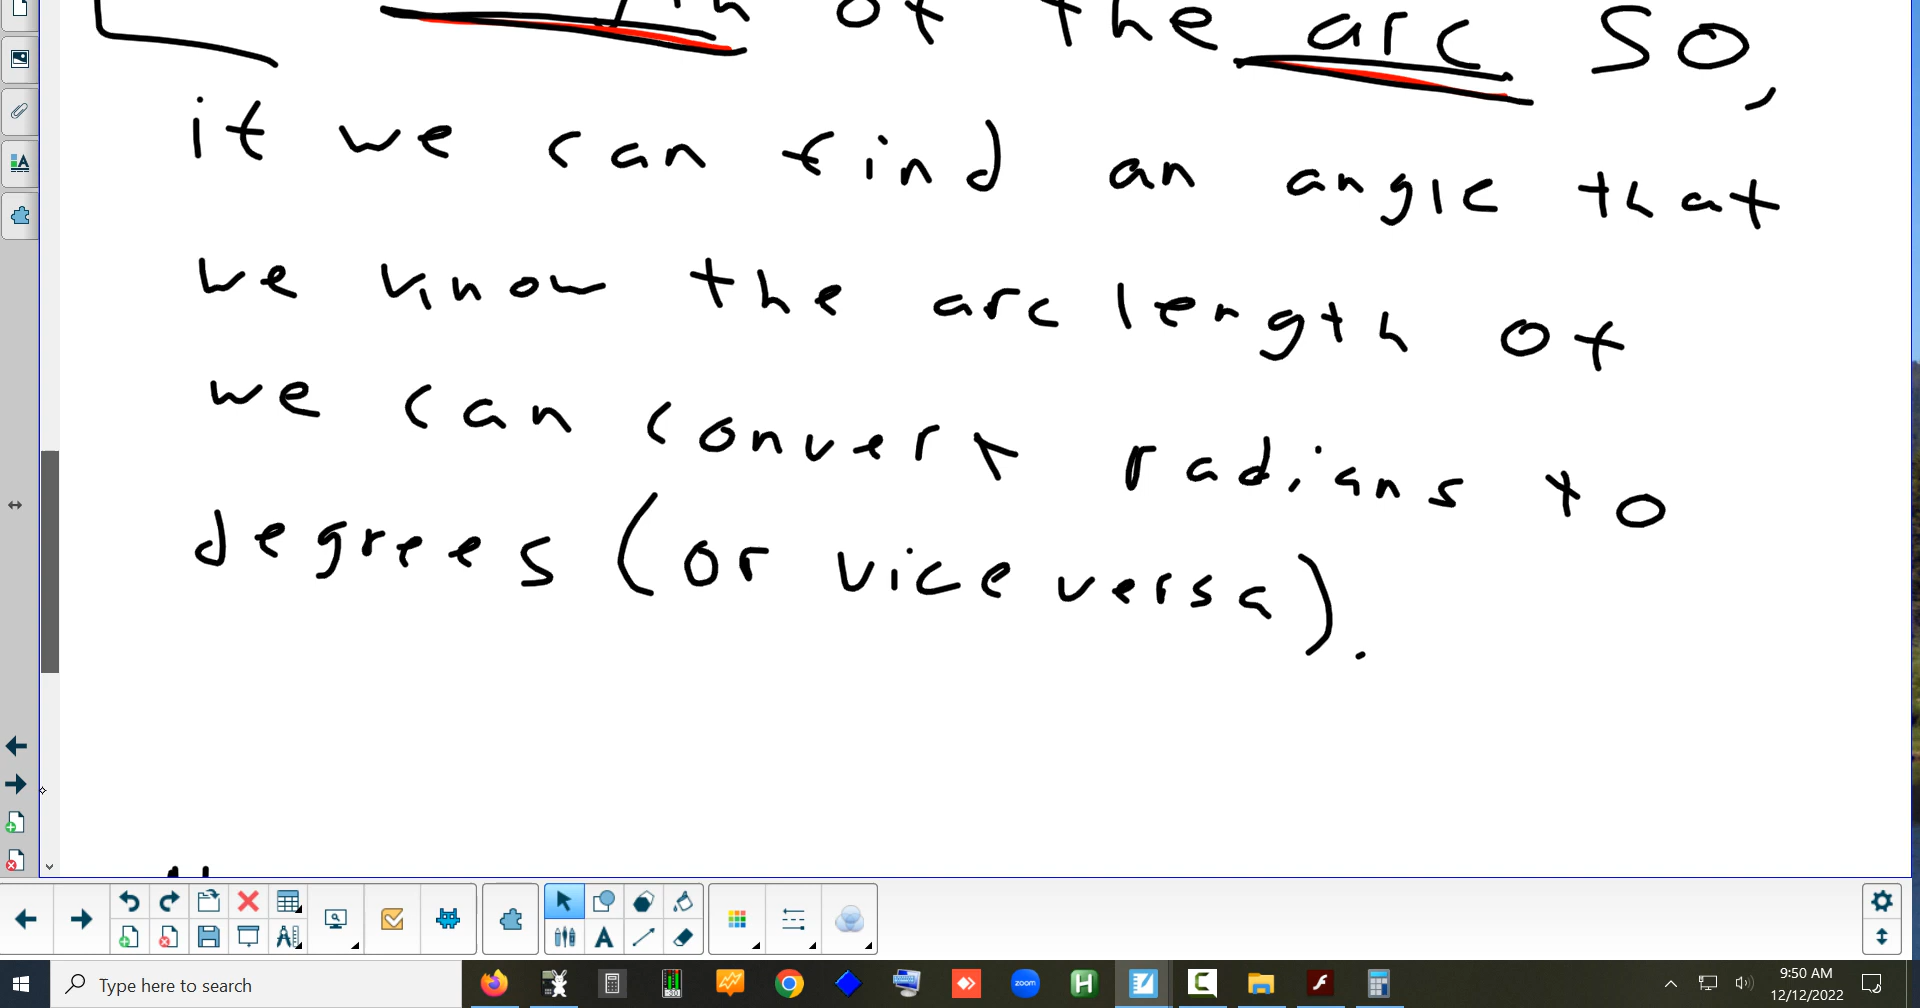 of the arc so,
if we can find an angle that
we know the arc length of
we can convert radians to
degrees (or vice versa).
Type here to search
zoom
9:50 AM
12/12/2022